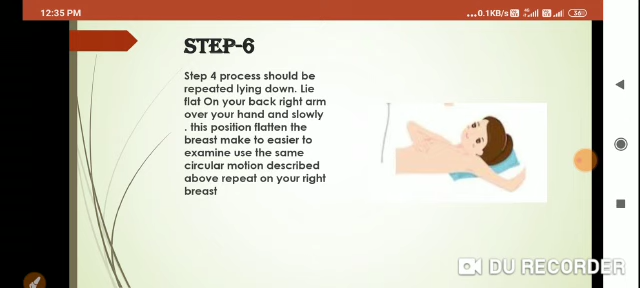 12:35 PM
...0.1KB/s
36
STEP-6
Step 4 process should be
repeated lying down. Lie
flat On your back right arm
over your hand and slowly
. this position flatten the
breast make to easier to
examine use the same
circular motion described
above repeat on your right
breast
DU RECORDER